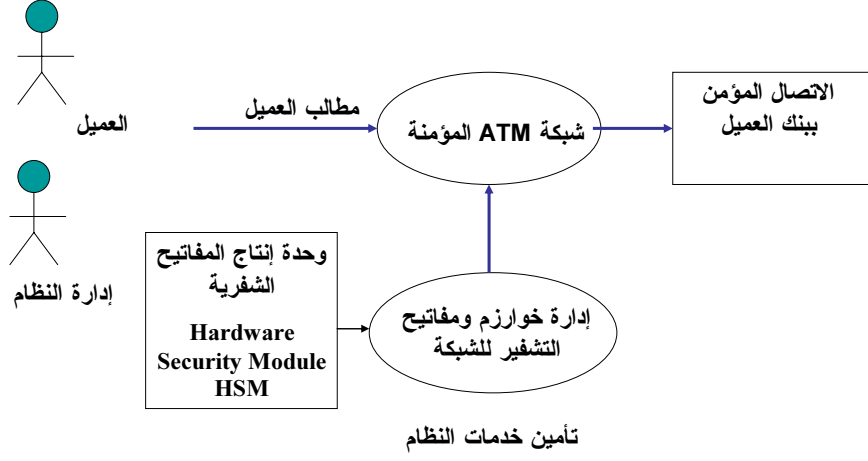 العميل
مطالب العميل
شبكة ATM المؤمنة
الاتصال المؤمن
ببنك العميل
إدارة النظام
وحدة إنتاج المفاتيح
الشفرية
Hardware
Security Module
HSM
إدارة خوارزم ومفاتيح
التشفير للشبكة
تأمين خدمات النظام